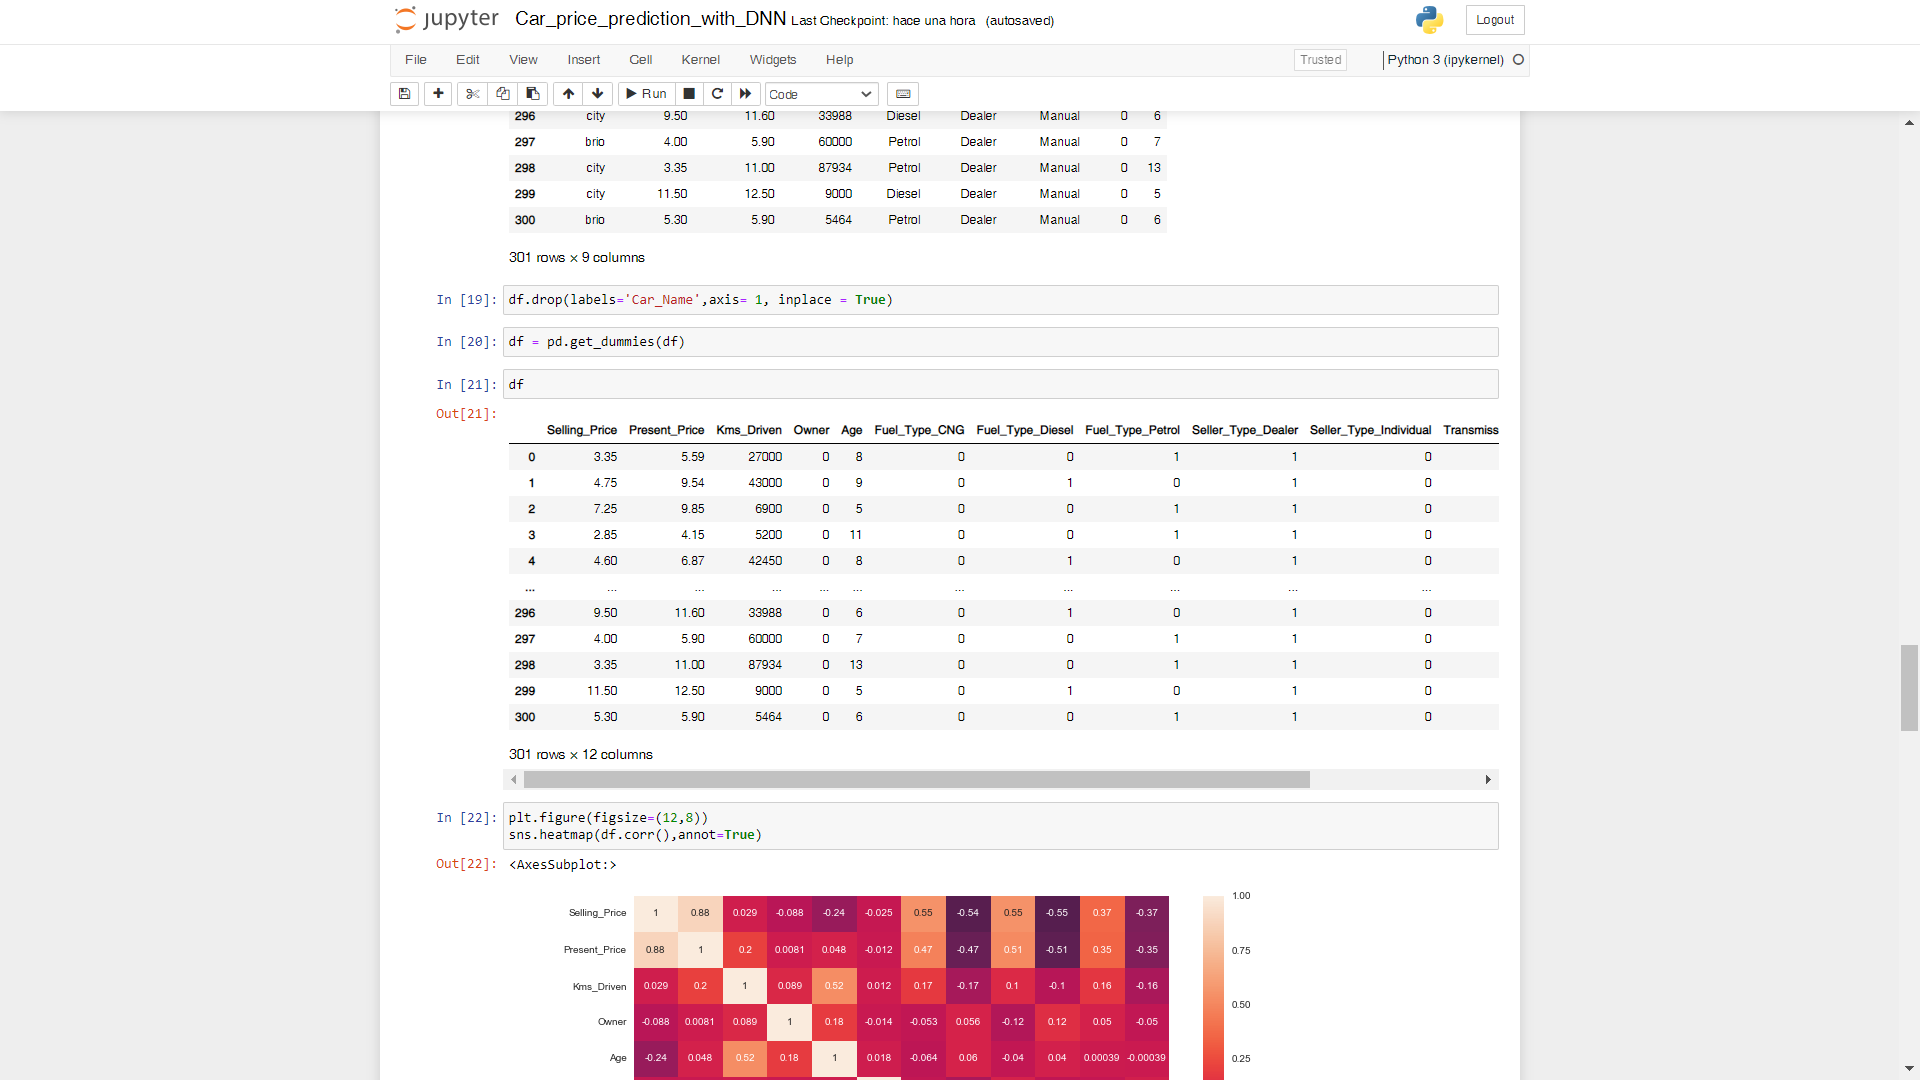 jupyter Car_price_prediction_with_DNN Last Checkpoint: hace una hora (autosaved) Logout
File Edit View Insert Cell Kernel Widgets Help Trusted Python 3 (ipykernel)
Run Code
296 city 9.50 11.60 33988 Diesel Dealer Manual 0 6
297 brio 4.00 5.90 60000 Petrol Dealer Manual 0 7
298 city 3.35 11.00 87934 Petrol Dealer Manual 0 13
299 city 11.50 12.50 9000 Diesel Dealer Manual 0 5
300 brio 5.30 5.90 5464 Petrol Dealer Manual 0 6
301 rows × 9 columns
In [19]: df.drop(labels='Car_Name',axis= 1, inplace = True)
In [20]: df = pd.get_dummies(df)
In [21]: df
Out[21]:
Selling_Price Present_Price Kms_Driven Owner Age Fuel_Type_CNG Fuel_Type_Diesel Fuel_Type_Petrol Seller_Type_Dealer Seller_Type_Individual Transmiss
0 3.35 5.59 27000 0 8 0 0 1 1 0
1 4.75 9.54 43000 0 9 0 1 0 1 0
2 7.25 9.85 6900 0 5 0 0 1 1 0
3 2.85 4.15 5200 0 11 0 0 1 1 0
4 4.60 6.87 42450 0 8 0 1 0 1 0
... ... ... ... ... ... ... ... ... ... ...
296 9.50 11.60 33988 0 6 0 1 0 1 0
297 4.00 5.90 60000 0 7 0 0 1 1 0
298 3.35 11.00 87934 0 13 0 0 1 1 0
299 11.50 12.50 9000 0 5 0 1 0 1 0
300 5.30 5.90 5464 0 6 0 0 1 1 0
301 rows × 12 columns
In [22]: plt.figure(figsize=(12,8))
sns.heatmap(df.corr(),annot=True)
Out[22]: <AxesSubplot:>
1.00
Selling_Price 1 0.88 0.029 -0.088 -0.24 -0.025 0.55 -0.54 0.55 -0.55 0.37 -0.37
Present_Price 0.88 1 0.2 0.0081 0.048 -0.012 0.47 -0.47 0.51 -0.51 0.35 -0.35 0.75
Kms_Driven 0.029 0.2 1 0.089 0.52 0.012 0.17 -0.17 0.1 -0.1 0.16 -0.16
0.50
Owner -0.088 0.0081 0.089 1 0.18 -0.014 -0.053 0.056 -0.12 0.12 0.05 -0.05
Age -0.24 0.048 0.52 0.18 1 0.018 -0.064 0.06 -0.04 0.04 0.00039 -0.00039 0.25